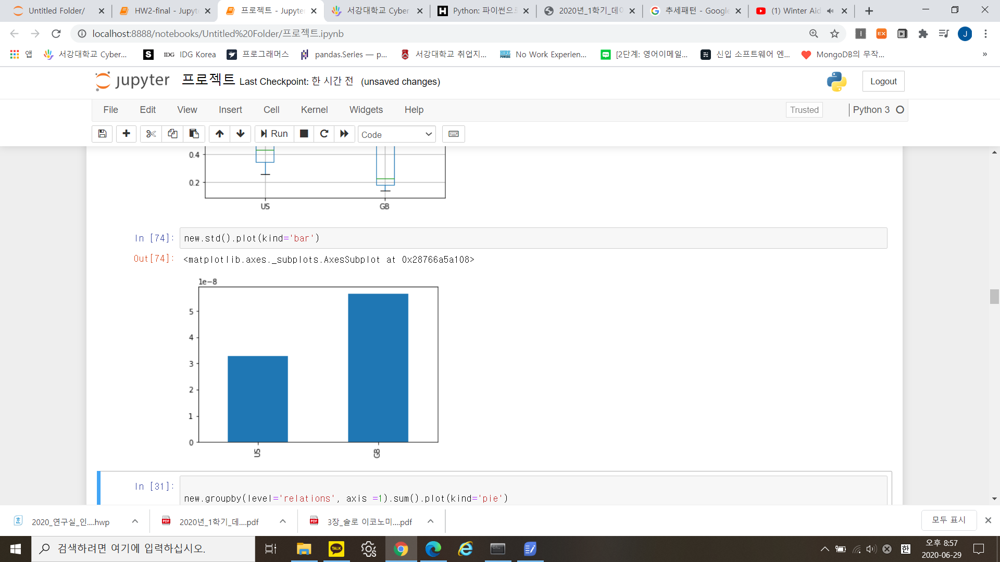 Untitled Folder/
HW2-final - Jupyt
프로젝트 - Jupyte
서강대학교 Cyber
Python: 파이썬으로
2020년_1학기_데이
추세패턴 - Google
(1) Winter Aid
localhost:8888/notebooks/Untitled%20Folder/프로젝트.ipynb
앱
서강대학교 Cyber...
IDG Korea
프로그래머스
pandas.Series — p...
서강대학교 취업지...
No Work Experien...
[2단계: 영어이메일...
신입 소프트웨어 엔...
MongoDB의 무작...
»
jupyter 프로젝트 Last Checkpoint: 한 시간 전 (unsaved changes)
Logout
File Edit View Insert Cell Kernel Widgets Help
Trusted
Python 3
Run
Code
0.4
0.2
US GB
In [74]: new.std().plot(kind='bar')
Out[74]: <matplotlib.axes._subplots.AxesSubplot at 0x28766a5a108>
1e-8
5
4
3
2
1
0
US GB
In [31]:
new.groupby(level='relations', axis =1).sum().plot(kind='pie')
2020_연구실_인....hwp
2020년_1학기_데....pdf
3장_솔로 이코노미....pdf
모두 표시
검색하려면 여기에 입력하십시오.
TALK
한
오후 8:57
2020-06-29